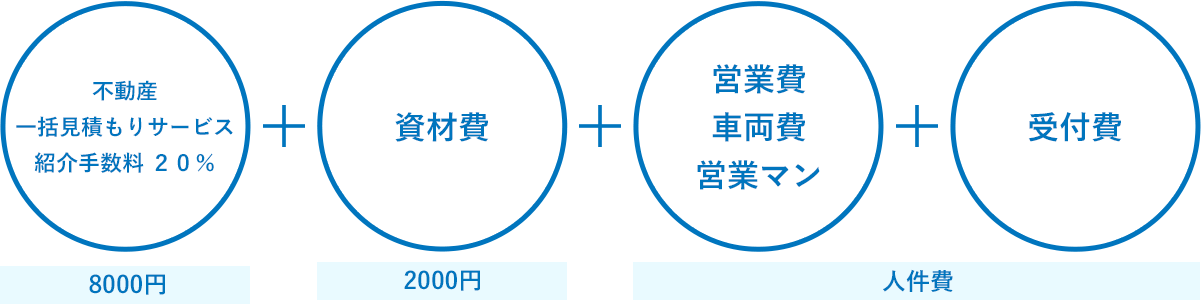 不動産
一括見積もりサービス
紹介手数料 ２０％
+
資材費
+
営業費
車両費
営業マン
+
受付費
8000円
2000円
人件費